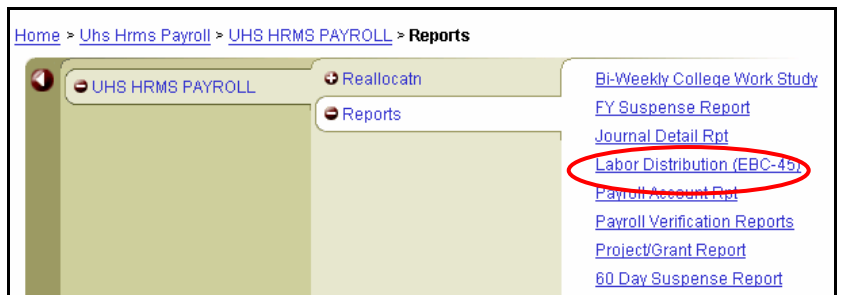 Home > Uhs Hrms Payroll > UHS HRMS PAYROLL > Reports
UHS HRMS PAYROLL
Reallocatn
Reports
Bi-Weekly College Work Study
FY Suspense Report
Journal Detail Rpt
Labor Distribution (EBC-45)
Payroll Account Rpt
Payroll Verification Reports
Project/Grant Report
60 Day Suspense Report